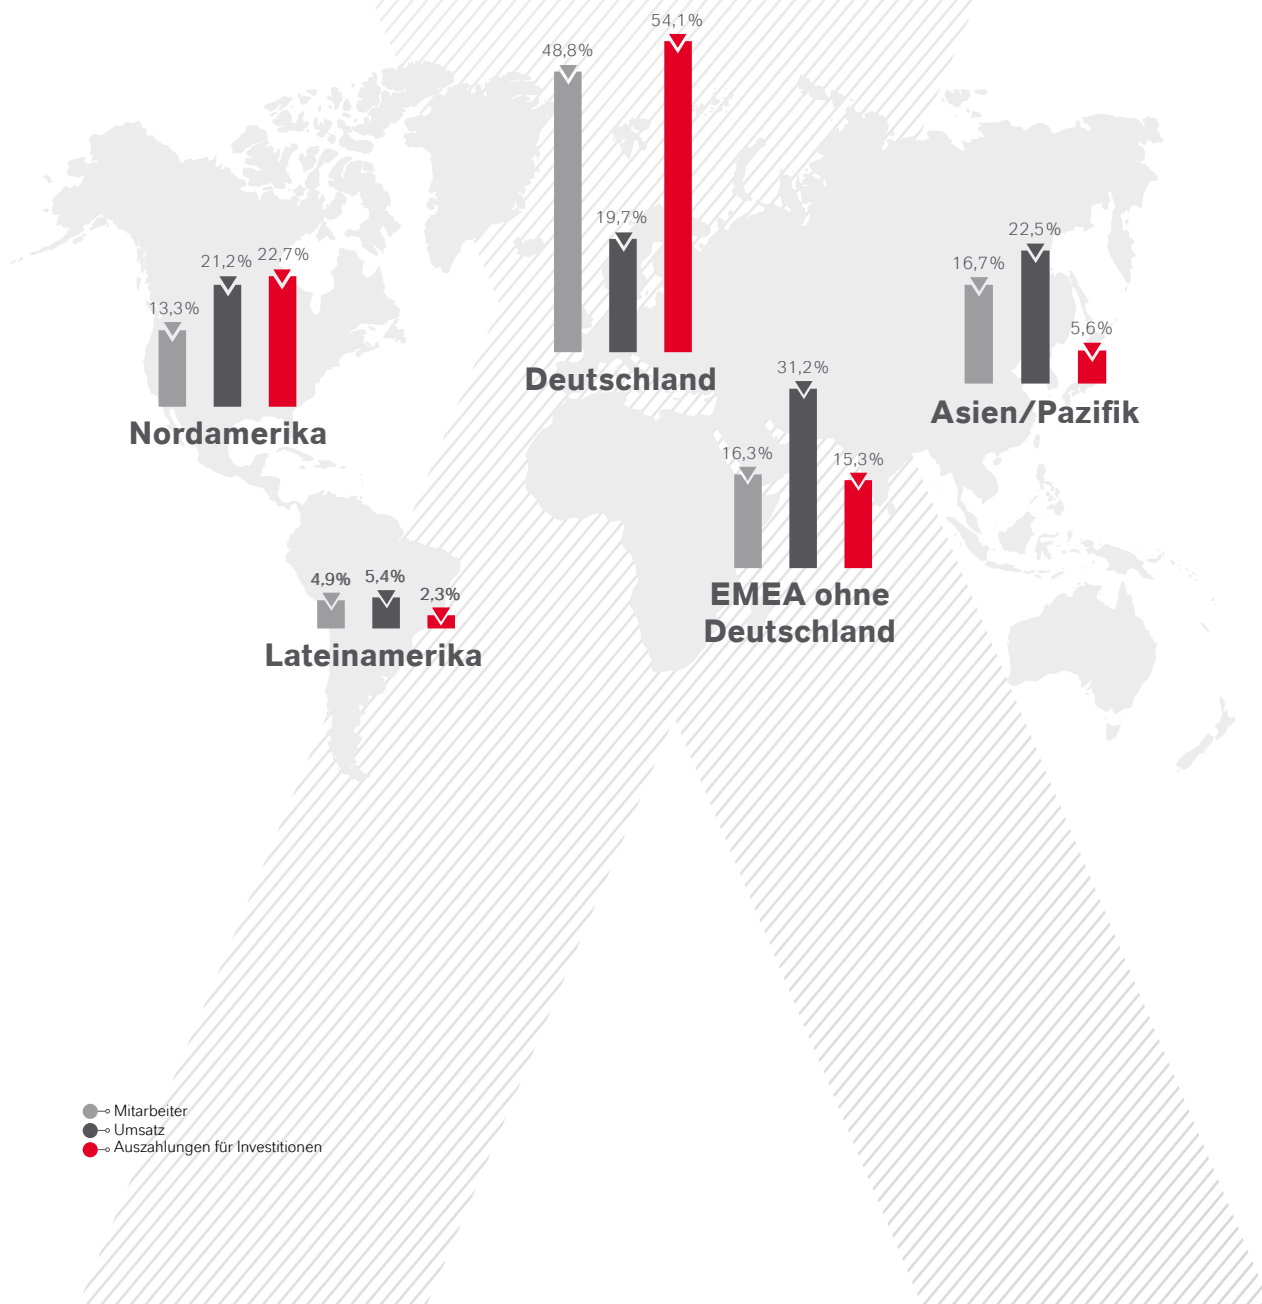 54,1%
48,8%
19,7%
Deutschland
21,2%
22,7%
13,3%
Nordamerika
22,5%
16,7%
5,6%
Asien/Pazifik
31,2%
16,3%
15,3%
EMEA ohne
Deutschland
4,9%
5,4%
2,3%
Lateinamerika
Mitarbeiter
Umsatz
Auszahlungen für Investitionen